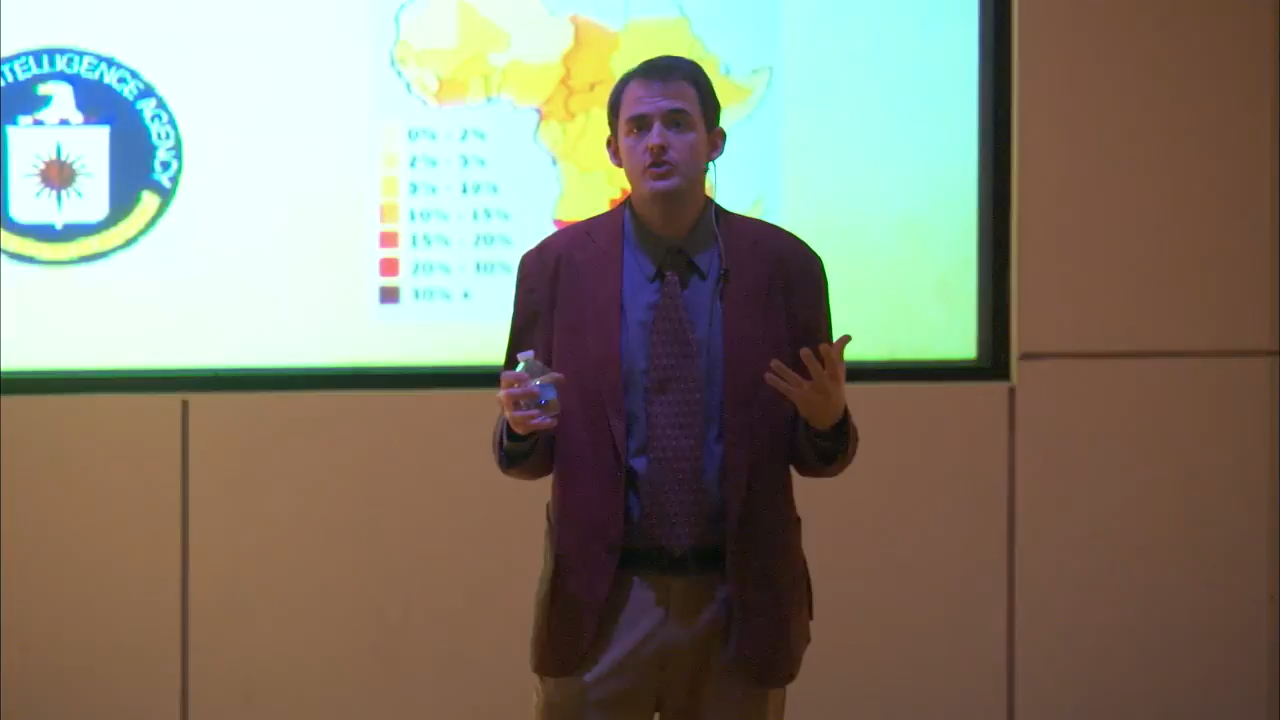 INTELLIGENCE AGENCY
0% - 2%
2% - 5%
5% - 10%
10% - 15%
15% - 20%
20% - 30%
30% +